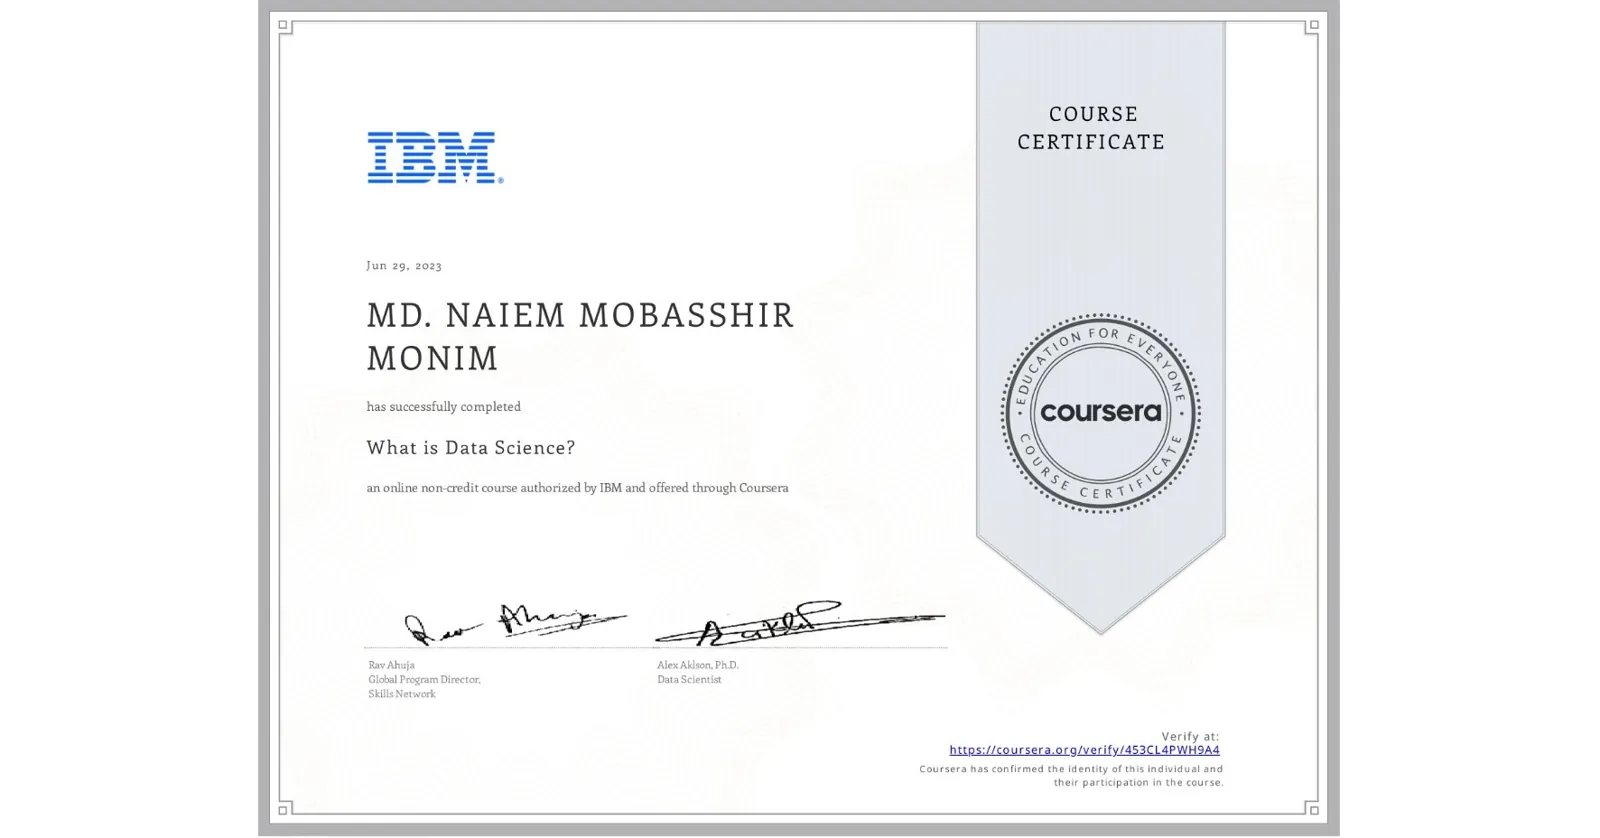 IBM®
Jun 29, 2023
MD. NAIEM MOBASSHIR
MONIM
has successfully completed
What is Data Science?
an online non-credit course authorized by IBM and offered through Coursera
COURSE
CERTIFICATE
EDUCATION FOR EVERYONE
coursera
COURSE CERTIFICATE
Rav Ahuja
Rav Ahuja
Global Program Director,
Skills Network
Alex Aklson, Ph.D.
Data Scientist
Verify at:
https://coursera.org/verify/453CL4PWH9A4
Coursera has confirmed the identity of this individual and
their participation in the course.